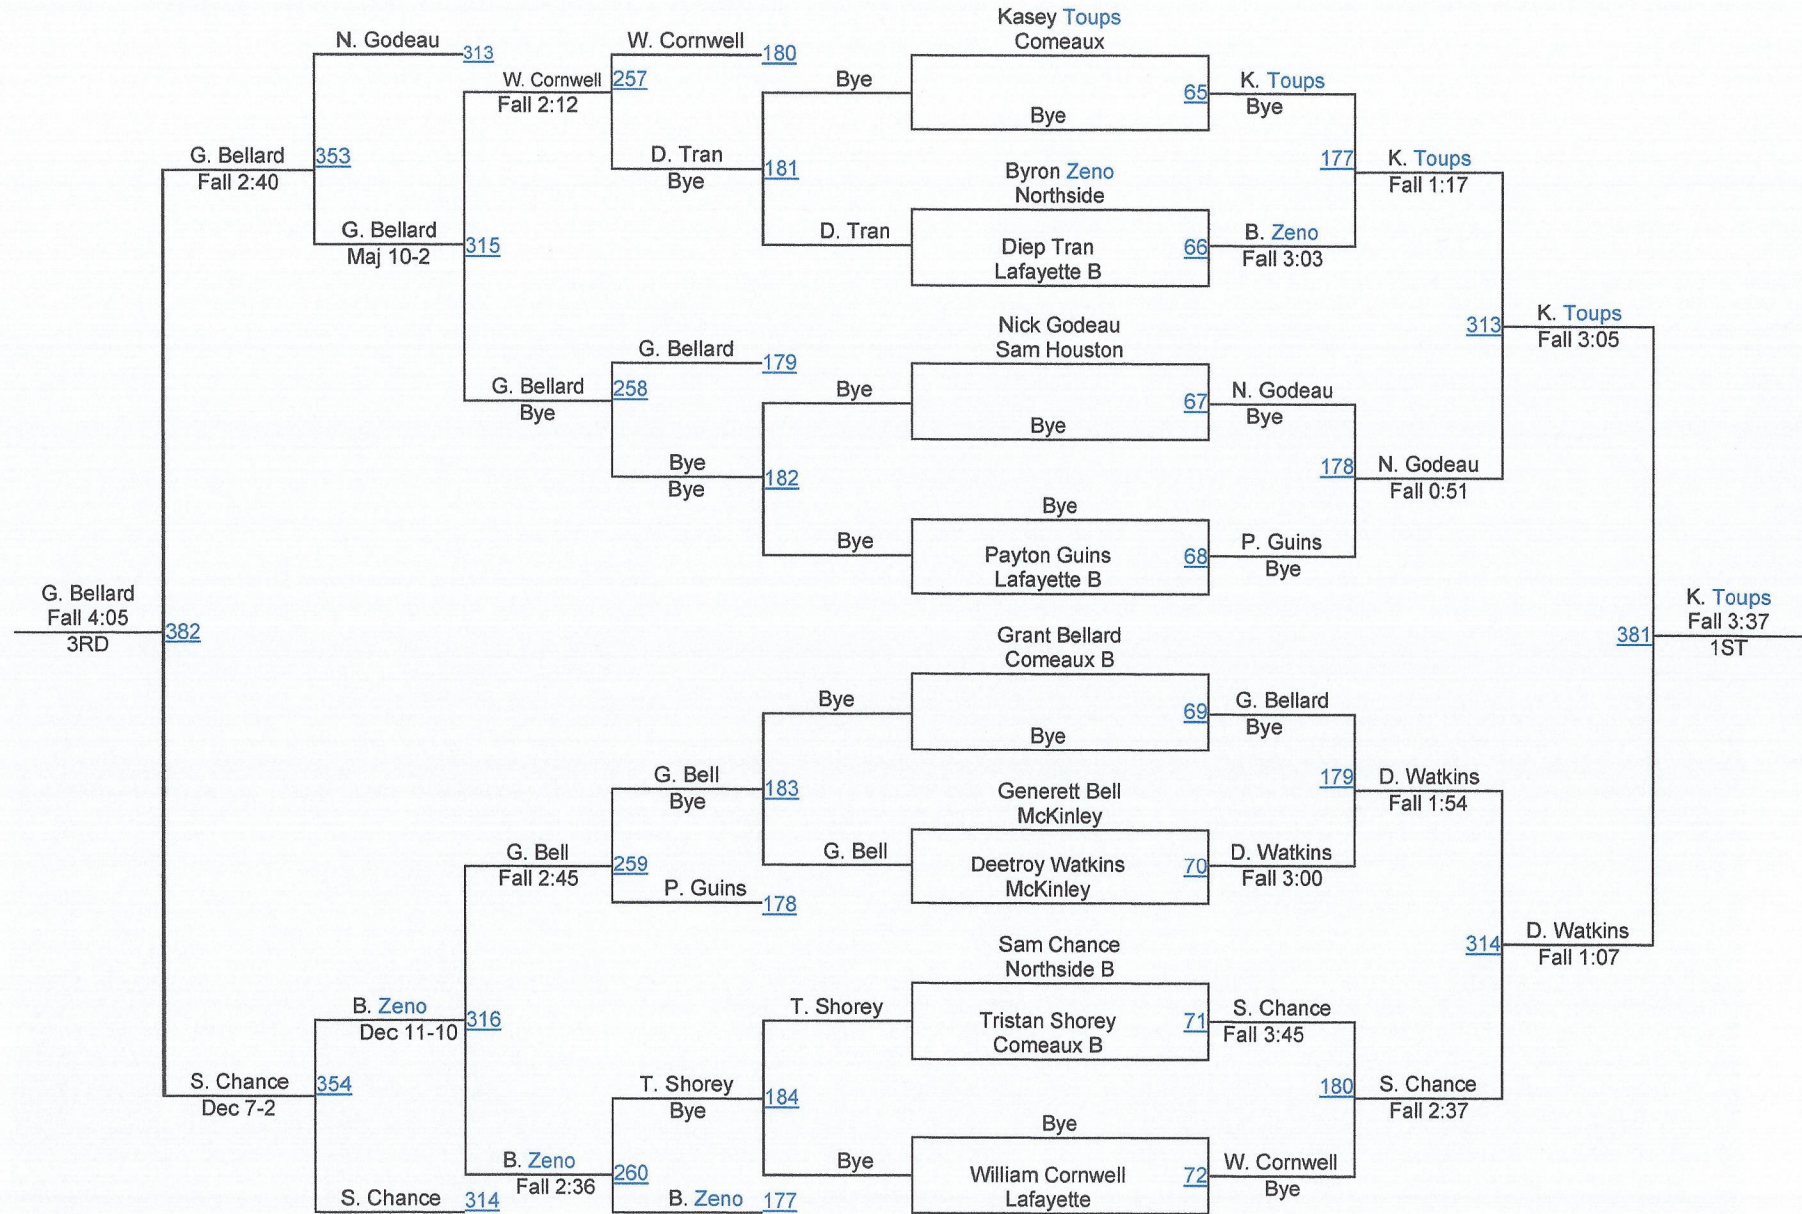 Kasey Toups
Comeaux
N. Godeau
313
W. Cornwell
180
W. Cornwell
257
Fall 2:12
Bye
65
K. Toups
Bye
Bye
G. Bellard
353
Fall 2:40
D. Tran
181
Bye
Byron Zeno
Northside
177
K. Toups
Fall 1:17
G. Bellard
315
Maj 10-2
D. Tran
Diep Tran
Lafayette B
66
B. Zeno
Fall 3:03
Nick Godeau
Sam Houston
313
K. Toups
Fall 3:05
G. Bellard
179
G. Bellard
258
Bye
Bye
67
N. Godeau
Bye
Bye
Bye
182
Bye
178
N. Godeau
Fall 0:51
Bye
Bye
Payton Guins
Lafayette B
68
P. Guins
Bye
G. Bellard
Fall 4:05
3RD
382
Grant Bellard
Comeaux B
381
K. Toups
Fall 3:37
1ST
Bye
69
G. Bellard
Bye
Bye
G. Bell
183
Bye
Generett Bell
McKinley
179
D. Watkins
Fall 1:54
G. Bell
259
Fall 2:45
G. Bell
Deetroy Watkins
McKinley
70
D. Watkins
Fall 3:00
P. Guins
178
Sam Chance
Northside B
314
D. Watkins
Fall 1:07
B. Zeno
316
Dec 11-10
T. Shorey
Tristan Shorey
Comeaux B
71
S. Chance
Fall 3:45
S. Chance
354
Dec 7-2
T. Shorey
184
Bye
180
S. Chance
Fall 2:37
Bye
B. Zeno
260
Fall 2:36
Bye
William Cornwell
Lafayette
72
W. Cornwell
Bye
S. Chance
314
B. Zeno
177